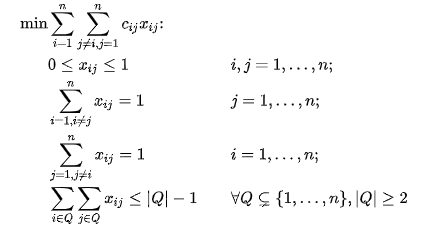 min ∑_{i=1}^{n} ∑_{j≠i,j=1}^{n} c_{ij}x_{ij}:
0 ≤ x_{ij} ≤ 1 i, j = 1, …, n;
∑_{i=1,i≠j}^{n} x_{ij} = 1 j = 1, …, n;
∑_{j=1,j≠i}^{n} x_{ij} = 1 i = 1, …, n;
∑_{i∈Q} ∑_{j∈Q} x_{ij} ≤ |Q| − 1 ∀Q ⊊ {1, …, n}, |Q| ≥ 2